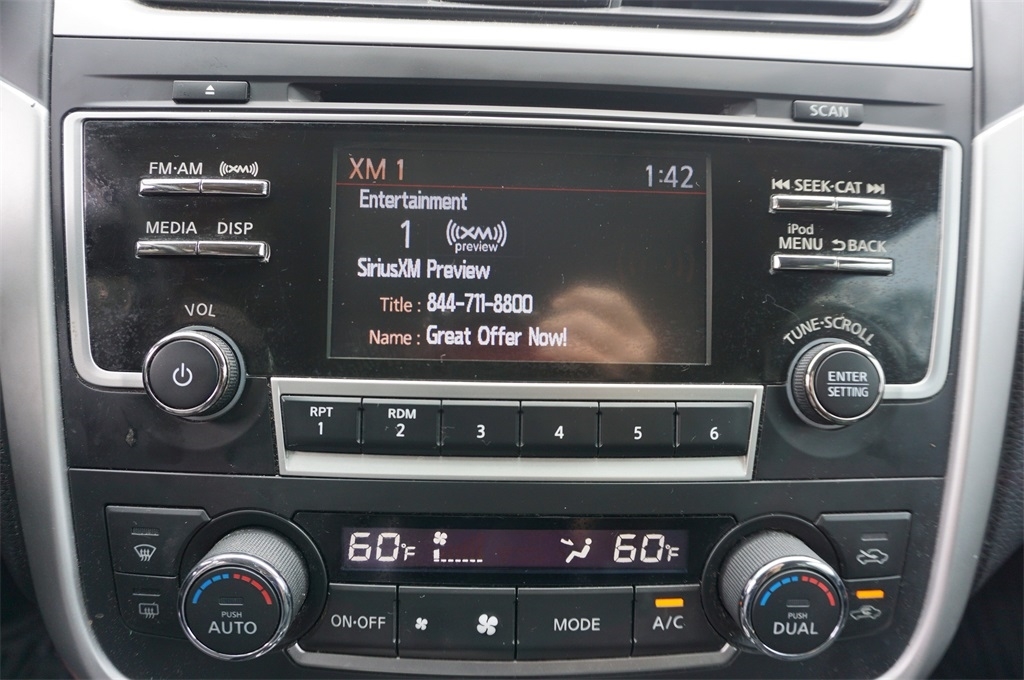 SCAN
FM·AM ((XM))
MEDIA DISP
VOL
XM 1 1:42
Entertainment
1 ((XM))
preview
SiriusXM Preview
Title : 844-711-8800
Name : Great Offer Now!
SEEK·CAT
iPod
MENU BACK
TUNE·SCROLL
ENTER
SETTING
RPT
1
RDM
2
3
4
5
6
60°F
60°F
PUSH
AUTO
ON·OFF
MODE
A/C
PUSH
DUAL